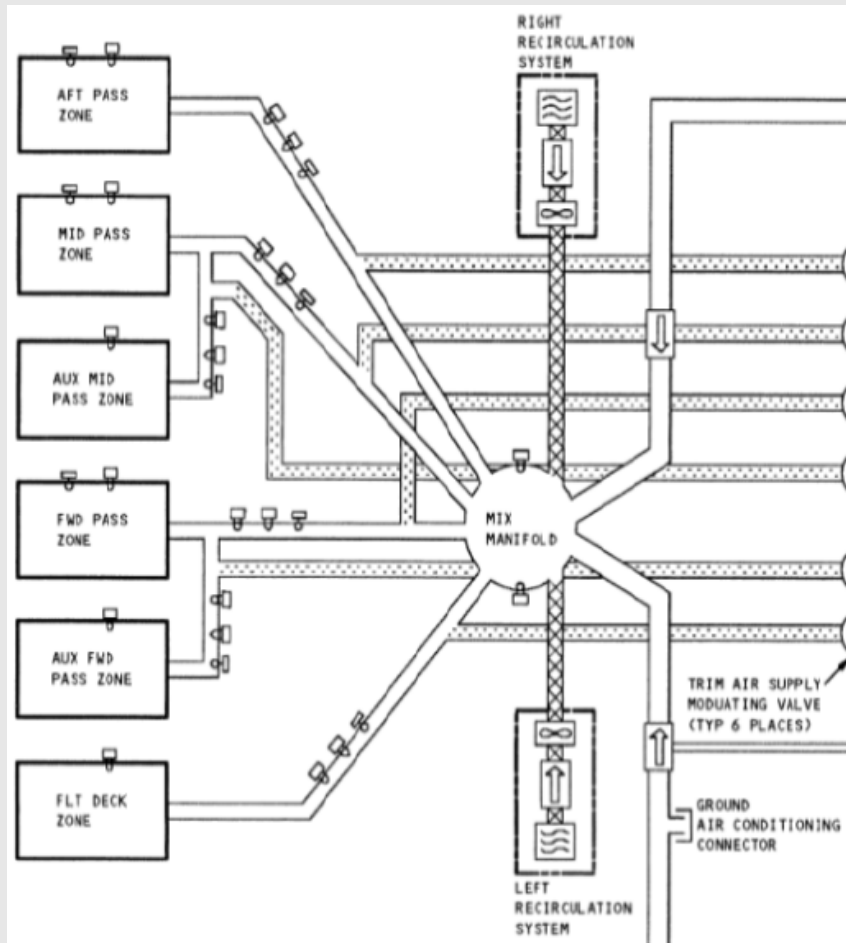 RIGHT
RECIRCULATION
SYSTEM
AFT PASS
ZONE
MID PASS
ZONE
AUX MID
PASS ZONE
FWD PASS
ZONE
MIX
MANIFOLD
AUX FWD
PASS ZONE
TRIM AIR SUPPLY
MODUATING VALVE
(TYP 6 PLACES)
FLT DECK
ZONE
GROUND
AIR CONDITIONING
CONNECTOR
LEFT
RECIRCULATION
SYSTEM